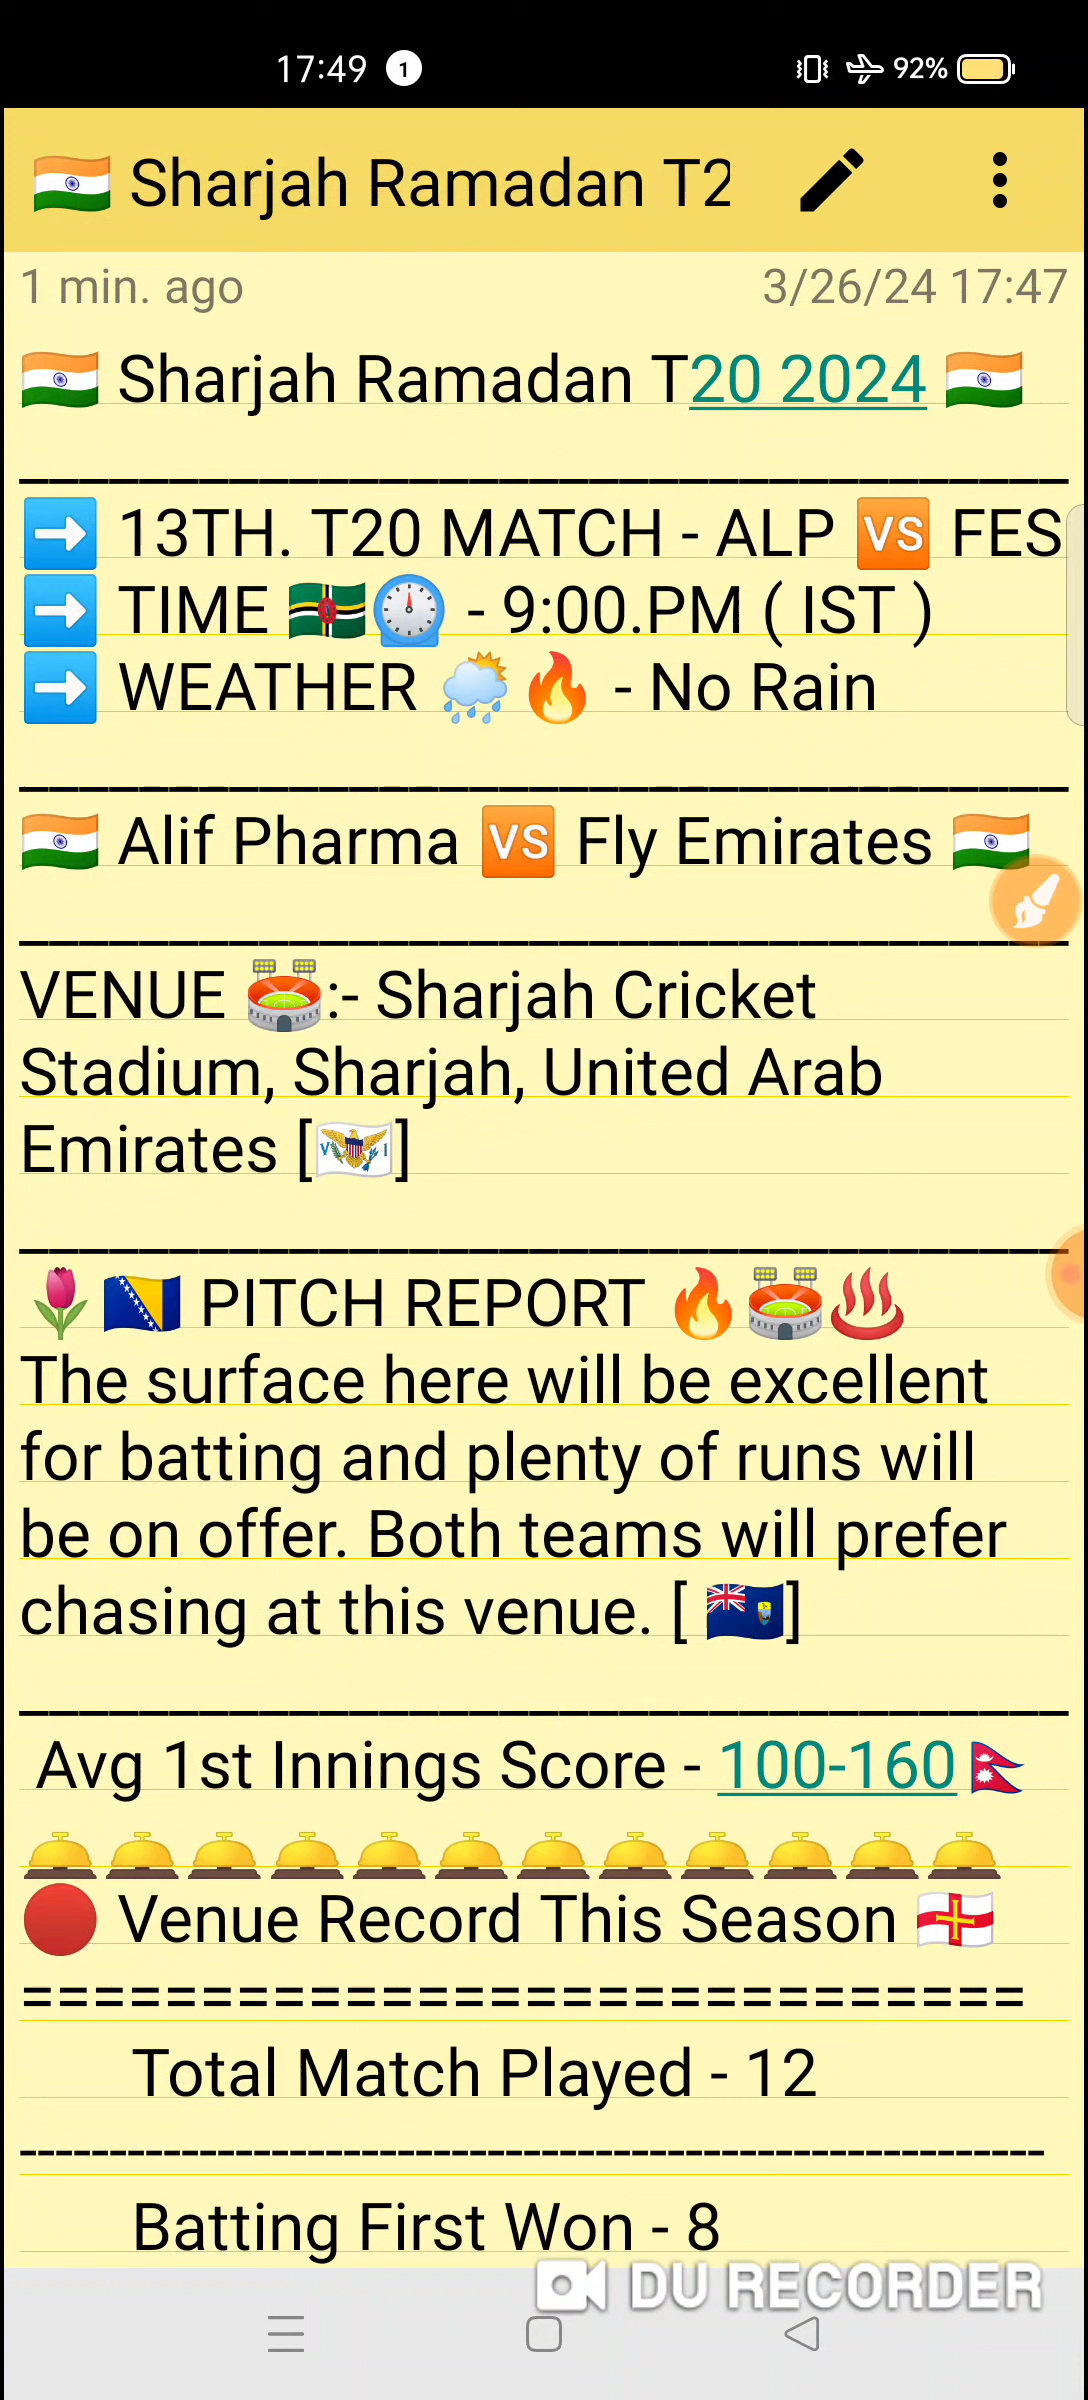 17:49 1 92%
🇮🇳 Sharjah Ramadan T2
1 min. ago 3/26/24 17:47
🇮🇳 Sharjah Ramadan T20 2024 🇮🇳
➡️ 13TH. T20 MATCH - ALP 🆚 FES
➡️ TIME 🇩🇲⏲️ - 9:00.PM ( IST )
➡️ WEATHER 🌦️🔥 - No Rain
🇮🇳 Alif Pharma 🆚 Fly Emirates 🇮🇳
VENUE 🏟️:- Sharjah Cricket
Stadium, Sharjah, United Arab
Emirates [🇻🇮]
🌷🇧🇦 PITCH REPORT 🔥🏟️♨️
The surface here will be excellent
for batting and plenty of runs will
be on offer. Both teams will prefer
chasing at this venue. [ 🇸🇭]
Avg 1st Innings Score - 100-160🇳🇵
🛎️🛎️🛎️🛎️🛎️🛎️🛎️🛎️🛎️🛎️🛎️🛎️
🔴 Venue Record This Season 🇬🇬
============================
Total Match Played - 12
----------------------------------------------------------
Batting First Won - 8
DU RECORDER